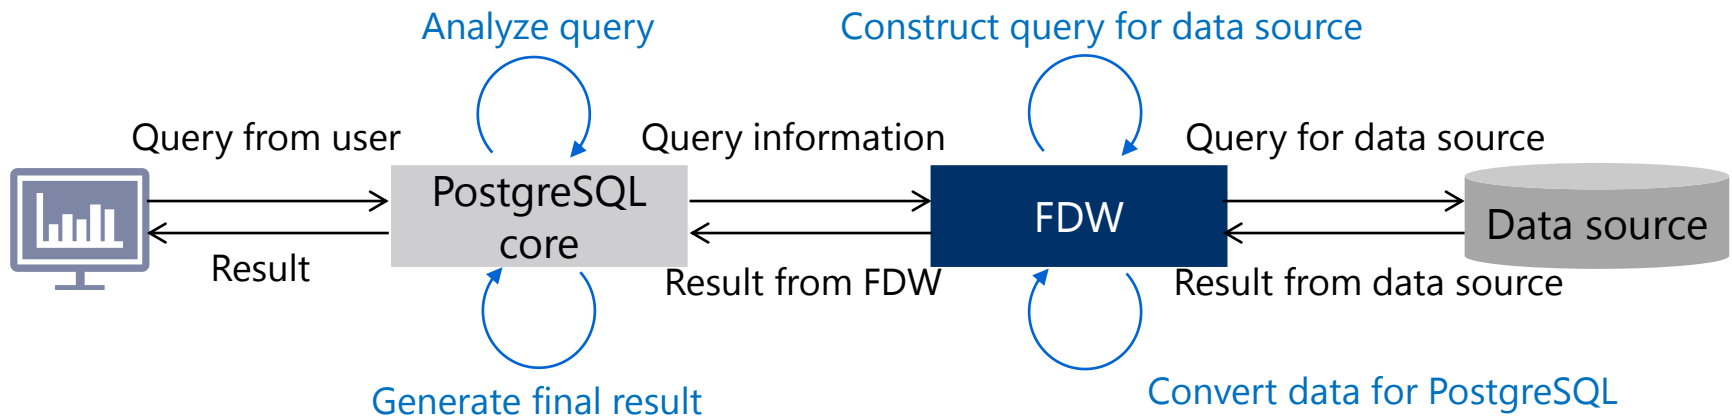 Analyze query
Construct query for data source
Query from user
Query information
Query for data source
PostgreSQL
core
FDW
Data source
Result
Result from FDW
Result from data source
Generate final result
Convert data for PostgreSQL